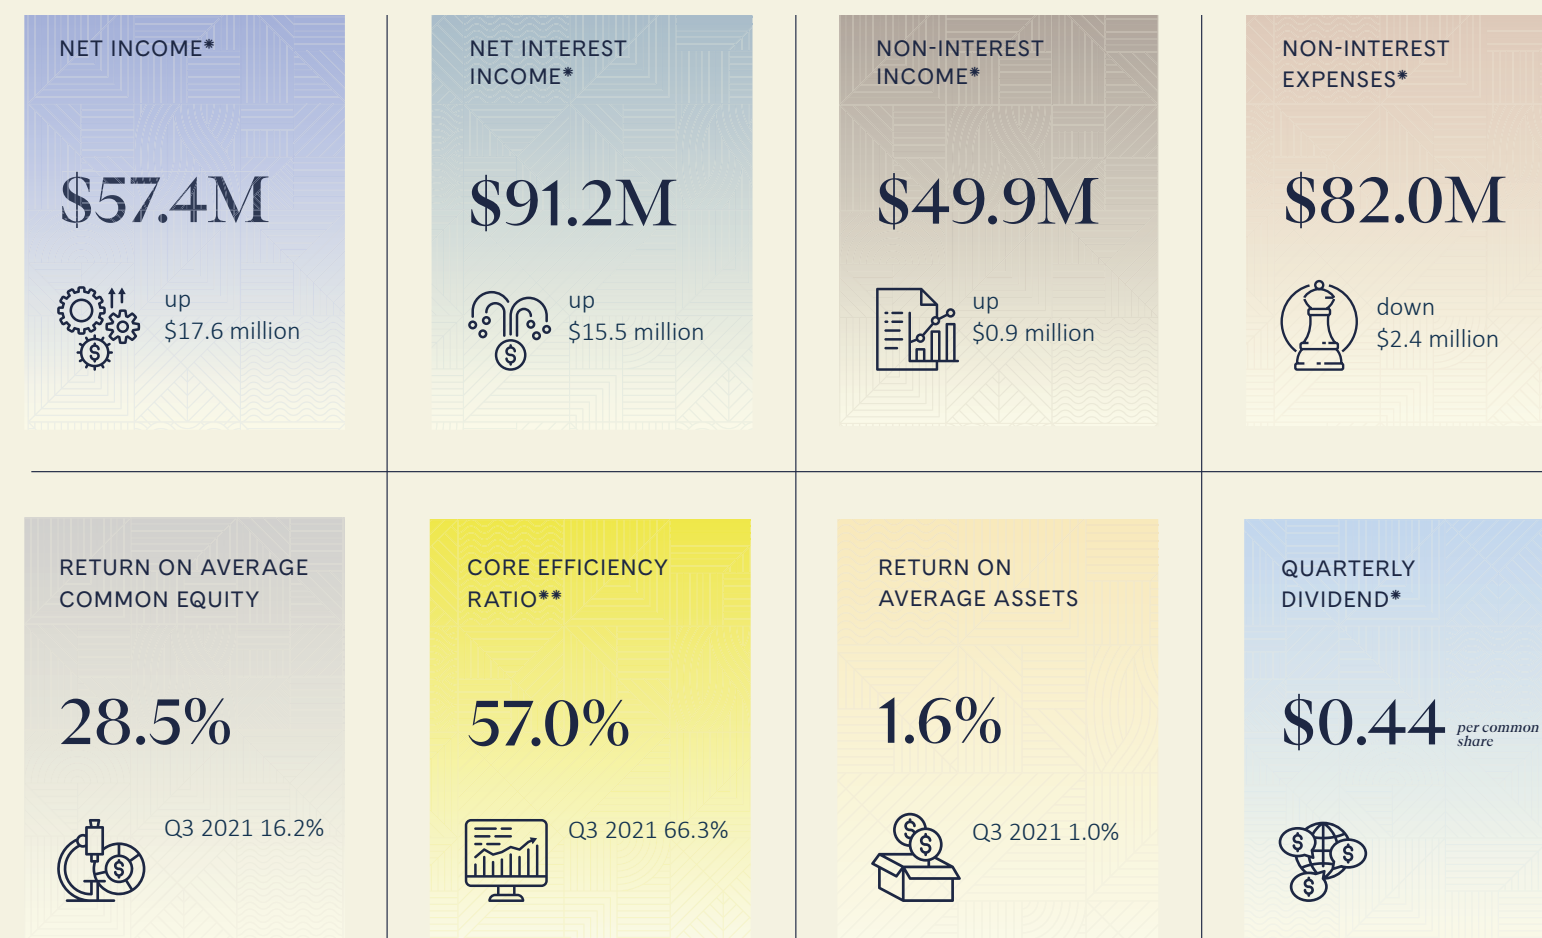 NET INCOME*
$57.4M
up
$17.6 million
NET INTEREST
INCOME*
$91.2M
up
$15.5 million
NON-INTEREST
INCOME*
$49.9M
up
$0.9 million
NON-INTEREST
EXPENSES*
$82.0M
down
$2.4 million
RETURN ON AVERAGE
COMMON EQUITY
28.5%
Q3 2021 16.2%
CORE EFFICIENCY
RATIO**
57.0%
Q3 2021 66.3%
RETURN ON
AVERAGE ASSETS
1.6%
Q3 2021 1.0%
QUARTERLY
DIVIDEND*
$0.44 per common
share